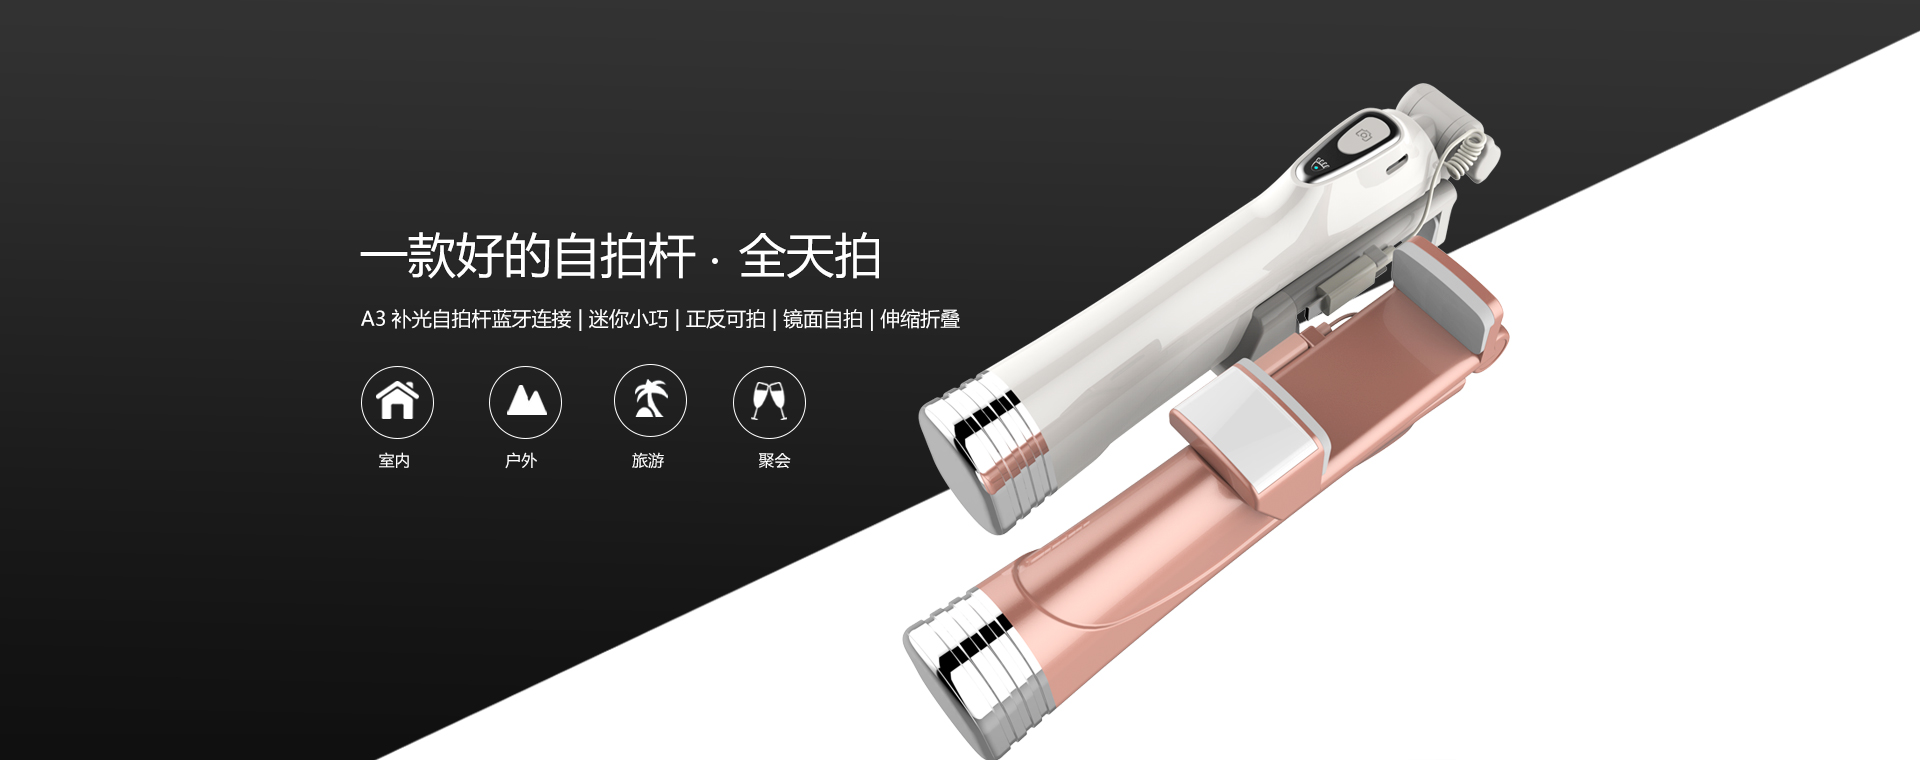 一款好的自拍杆 · 全天拍
A3 补光自拍杆蓝牙连接 | 迷你小巧 | 正反可拍 | 镜面自拍 | 伸缩折叠
室内 户外 旅游 聚会